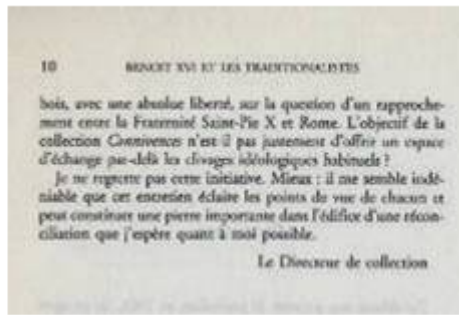 10 BENOIT XVI ET LES TRADITIONALISTES
bois, avec une absolue liberté, sur la question d'un rapproche-
ment entre la Fraternité Saint-Pie X et Rome. L'objectif de la
collection Connivences n'est-il pas justement d'offrir un espace
d'échange par-delà les clivages idéologiques habituels ?
Je ne regrette pas cette initiative. Mieux : il me semble indé-
niable que cet entretien éclaire les points de vue de chacun et
peut constituer une pierre importante dans l'édifice d'une récon-
ciliation que j'espère quant à moi possible.
Le Directeur de collection